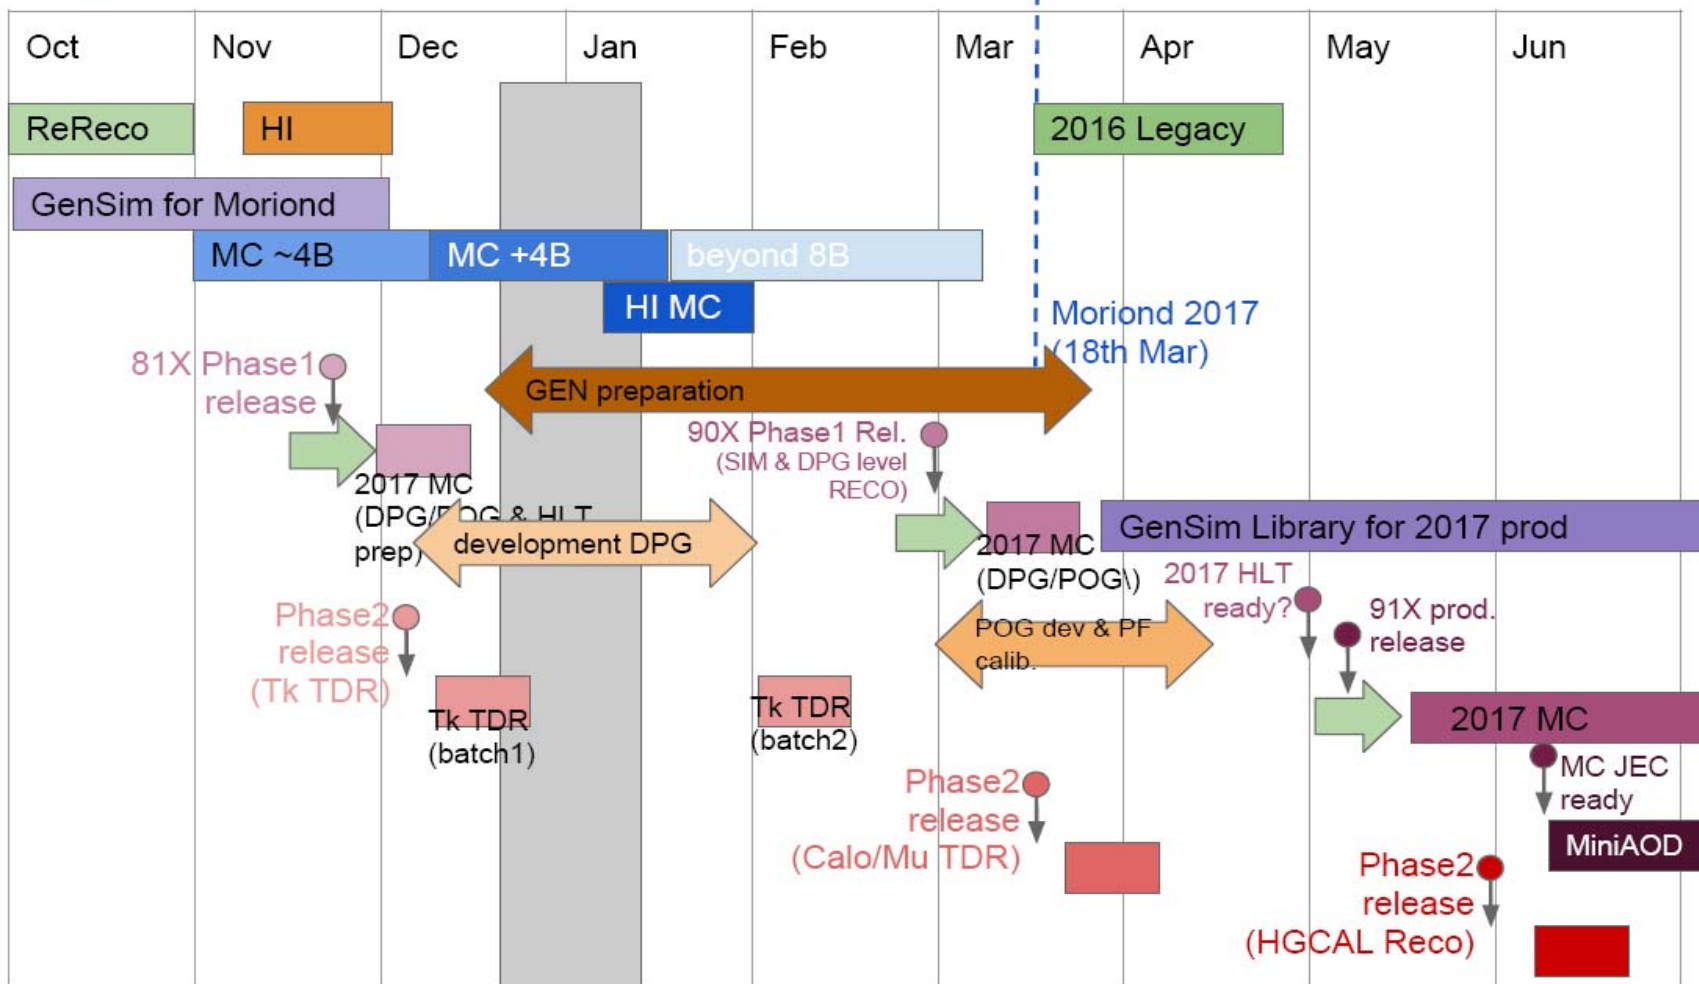 Oct Nov Dec Jan Feb Mar Apr May Jun
ReReco
HI
2016 Legacy
GenSim for Moriond
MC ~4B
MC +4B
beyond 8B
HI MC
Moriond 2017
(18th Mar)
81X Phase1
release
GEN preparation
90X Phase1 Rel.
(SIM & DPG level
RECO)
2017 MC
(DPG/POG & HLT
prep)
development DPG
2017 MC
(DPG/POG\)
GenSim Library for 2017 prod
2017 HLT
ready?
91X prod.
release
Phase2
release
(Tk TDR)
POG dev & PF
calib.
Tk TDR
(batch1)
Tk TDR
(batch2)
2017 MC
Phase2
release
(Calo/Mu TDR)
MC JEC
ready
MiniAOD
Phase2
release
(HGCAL Reco)